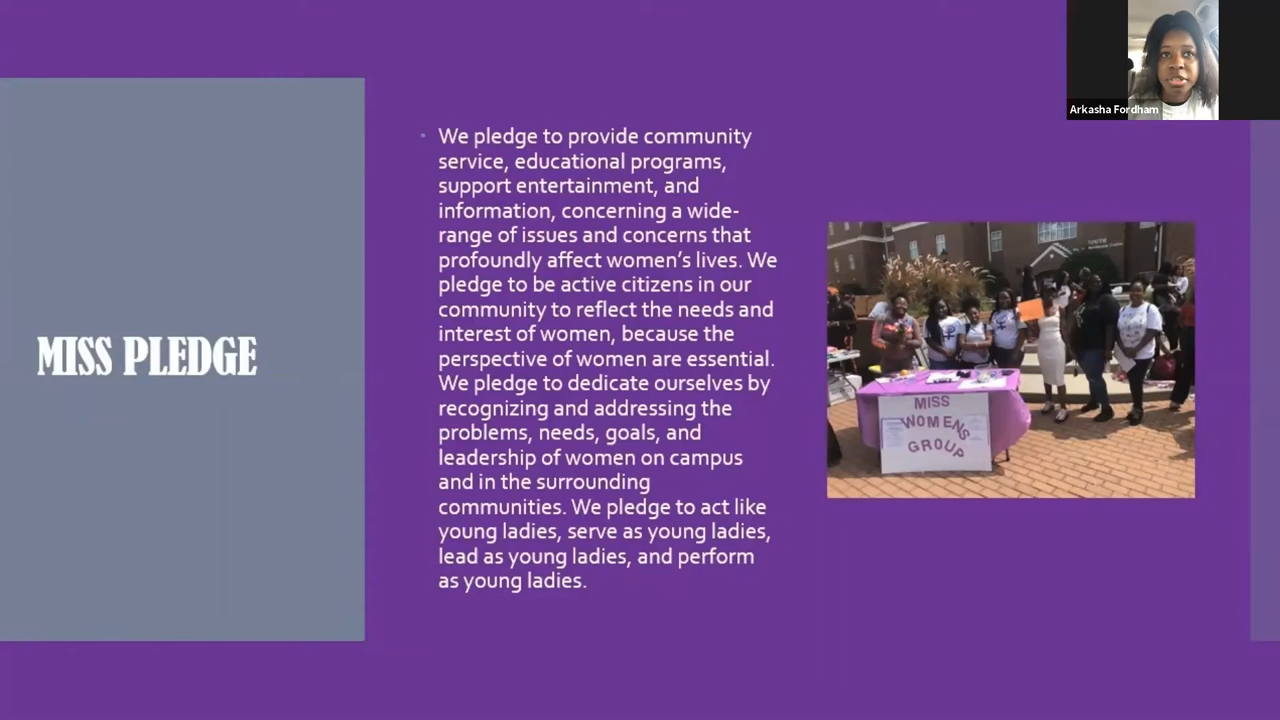 Arkasha Fordham
We pledge to provide community
service, educational programs,
support entertainment, and
information, concerning a wide-
range of issues and concerns that
profoundly affect women's lives. We
pledge to be active citizens in our
community to reflect the needs and
interest of women, because the
perspective of women are essential.
We pledge to dedicate ourselves by
recognizing and addressing the
problems, needs, goals, and
leadership of women on campus
and in the surrounding
communities. We pledge to act like
young ladies, serve as young ladies,
lead as young ladies, and perform
as young ladies.
MISS PLEDGE
MISS
WOMENS
GROUP